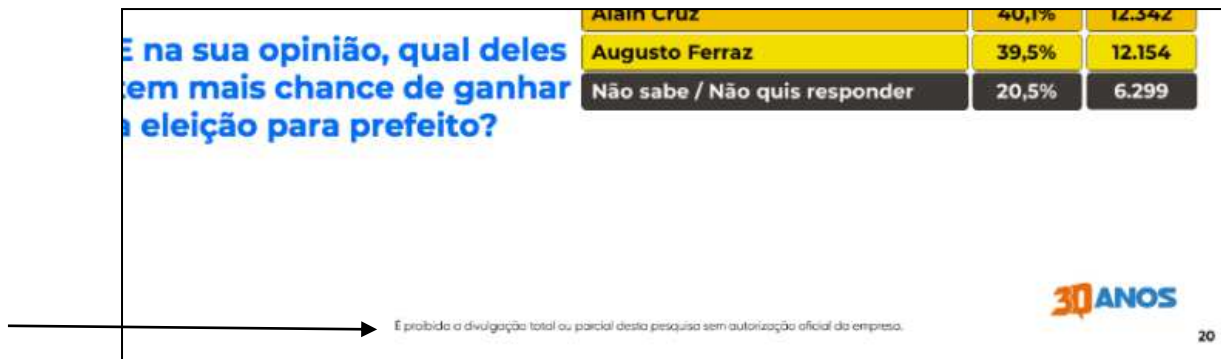 Alain Cruz 40,1% 12.342
E na sua opinião, qual deles
tem mais chance de ganhar
a eleição para prefeito?
Augusto Ferraz 39,5% 12.154
Não sabe / Não quis responder 20,5% 6.299
30 ANOS
É proibida a divulgação total ou parcial desta pesquisa sem autorização oficial da empresa.
20